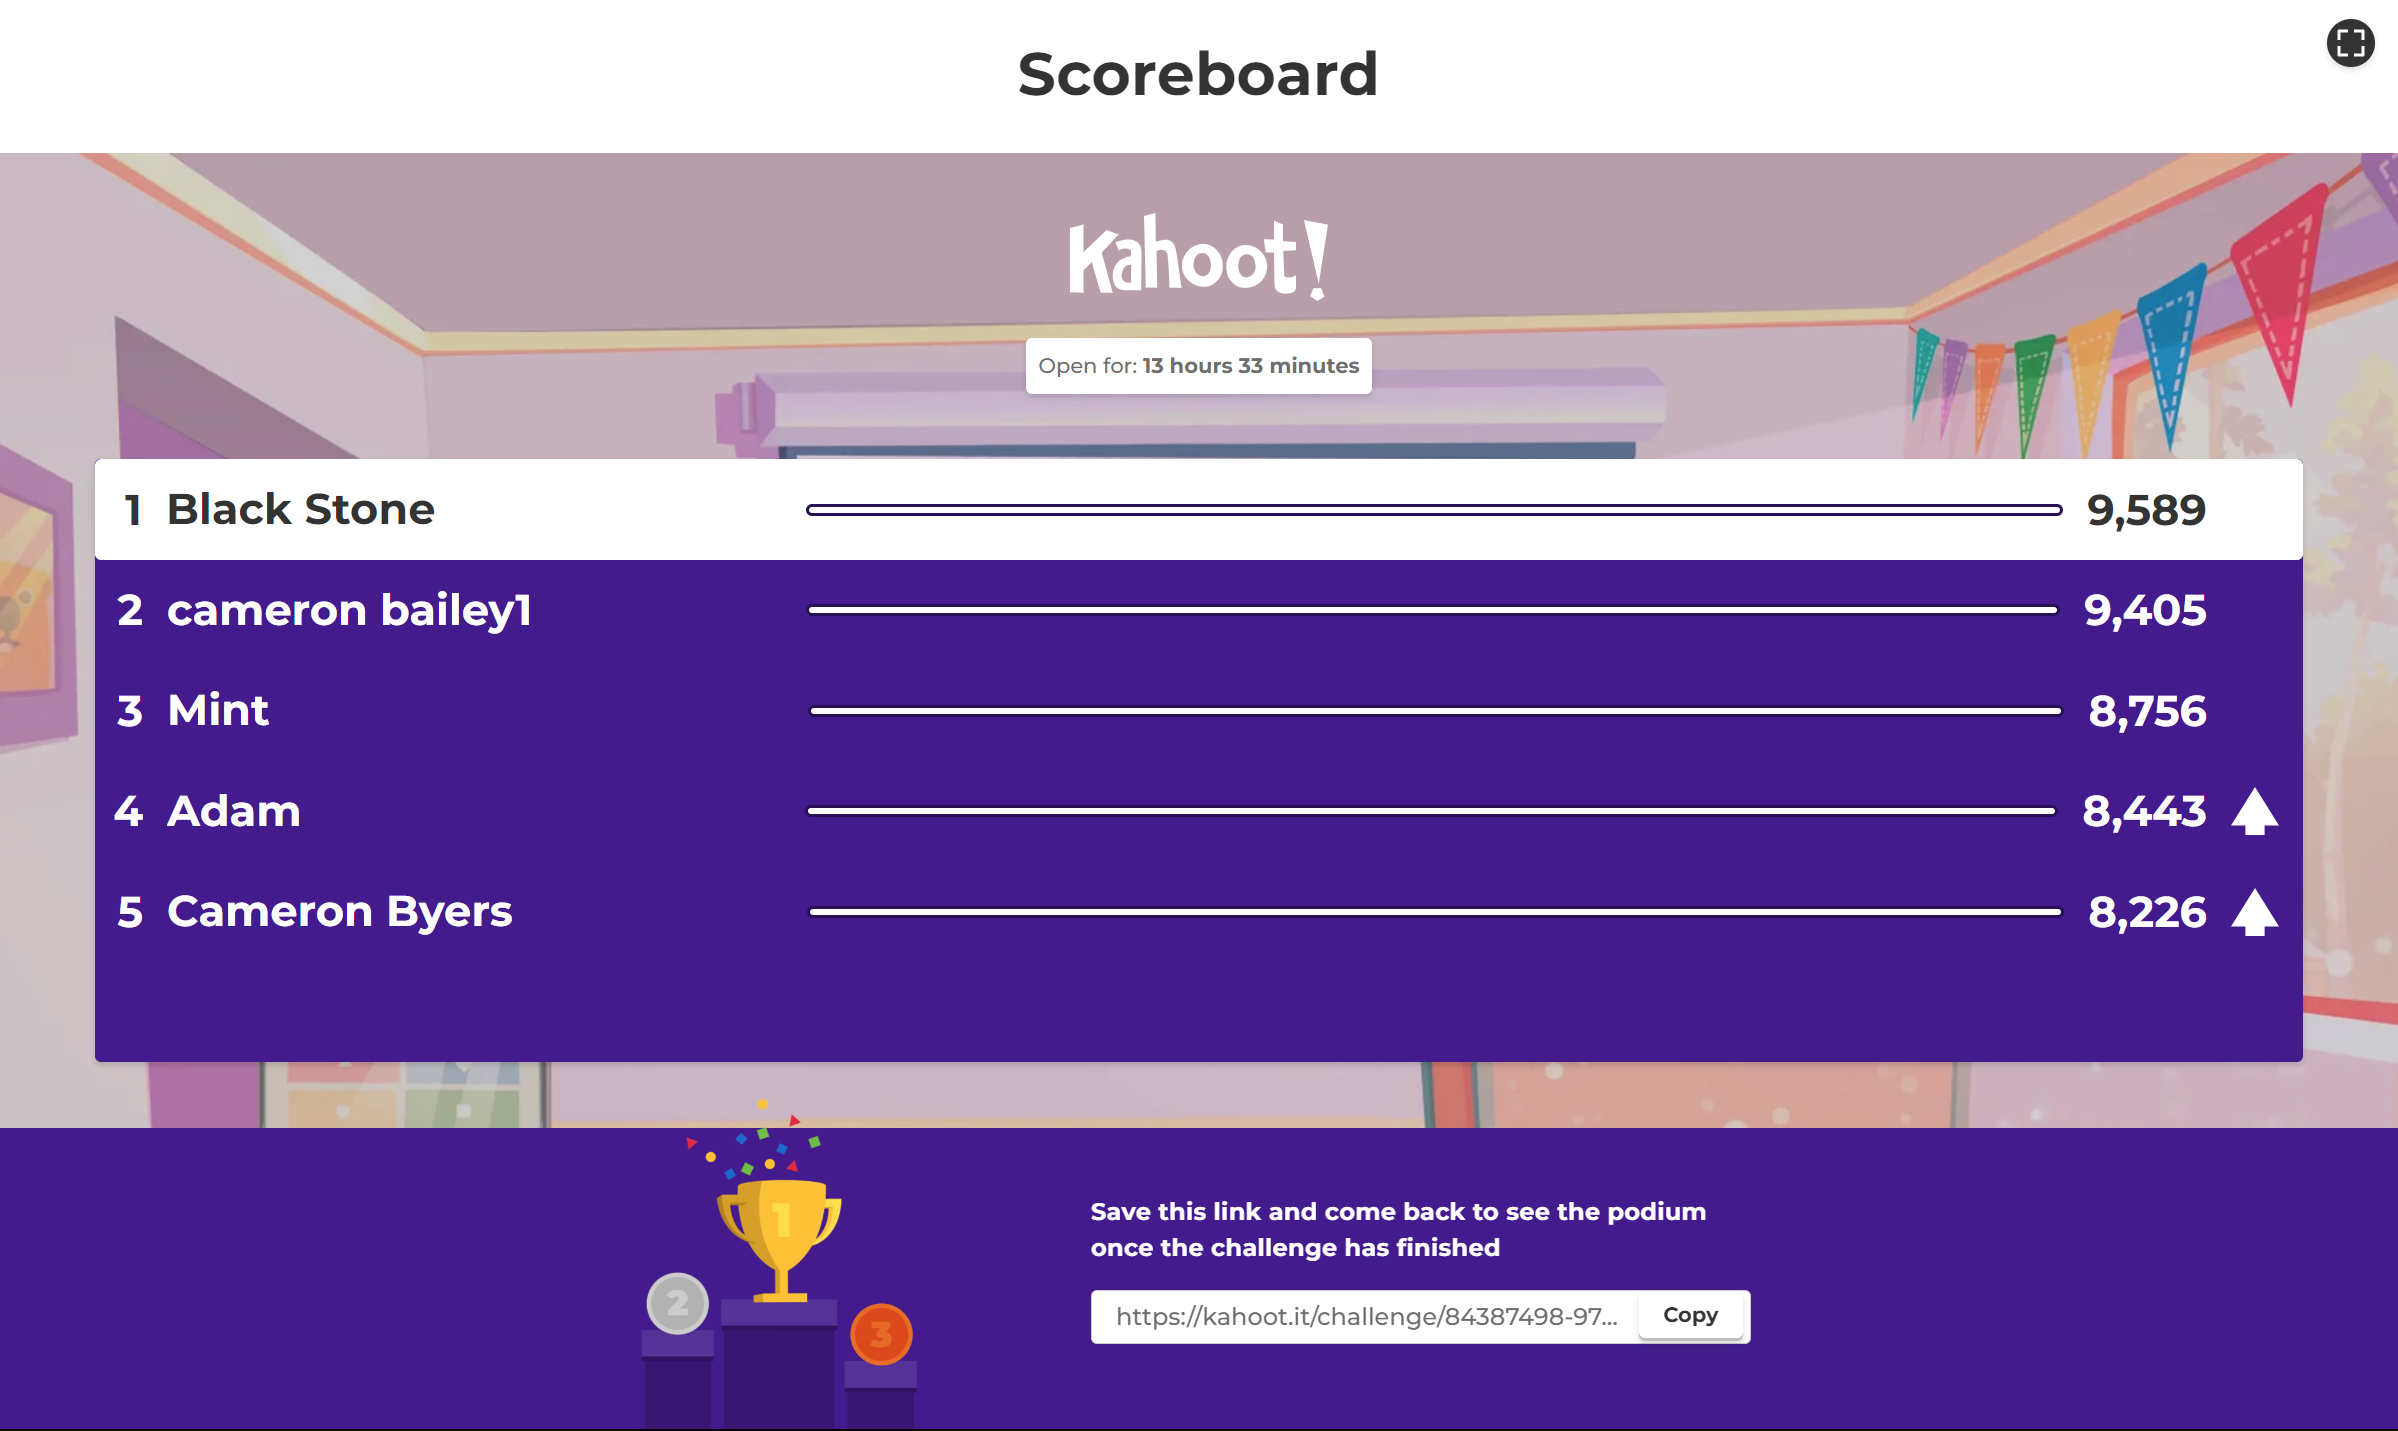 Scoreboard
Kahoot!
Open for: 13 hours 33 minutes
1 Black Stone 9,589
2 cameron bailey1 9,405
3 Mint 8,756
4 Adam 8,443
5 Cameron Byers 8,226
1
2
3
Save this link and come back to see the podium
once the challenge has finished
https://kahoot.it/challenge/84387498-97... Copy